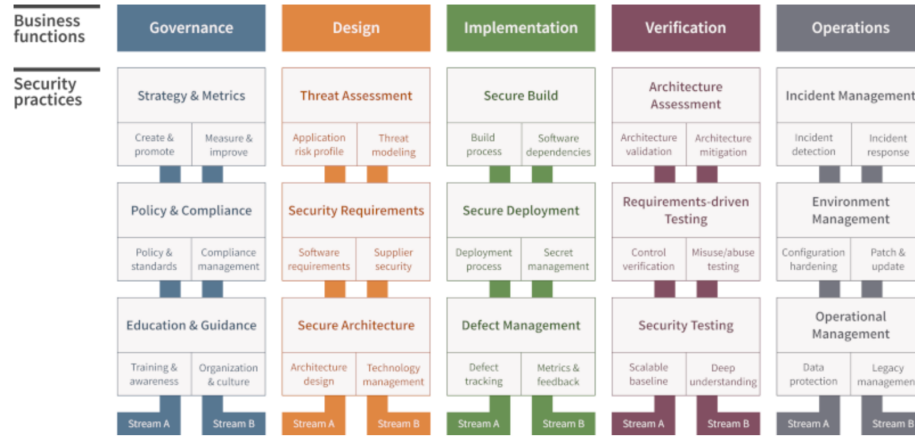 Business
functions
Governance
Design
Implementation
Verification
Operations
Security
practices
Strategy & Metrics
Create &
promote
Measure &
improve
Policy & Compliance
Policy &
standards
Compliance
management
Education & Guidance
Training &
awareness
Organization
& culture
Stream A
Stream B
Threat Assessment
Application
risk profile
Threat
modeling
Security Requirements
Software
requirements
Supplier
security
Secure Architecture
Architecture
design
Technology
management
Stream A
Stream B
Secure Build
Build
process
Software
dependencies
Secure Deployment
Deployment
process
Secret
management
Defect Management
Defect
tracking
Metrics &
feedback
Stream A
Stream B
Architecture
Assessment
Architecture
validation
Architecture
mitigation
Requirements-driven
Testing
Control
verification
Misuse/abuse
testing
Security Testing
Scalable
baseline
Deep
understanding
Stream A
Stream B
Incident Management
Incident
detection
Incident
response
Environment
Management
Configuration
hardening
Patch &
update
Operational
Management
Data
protection
Legacy
management
Stream A
Stream B